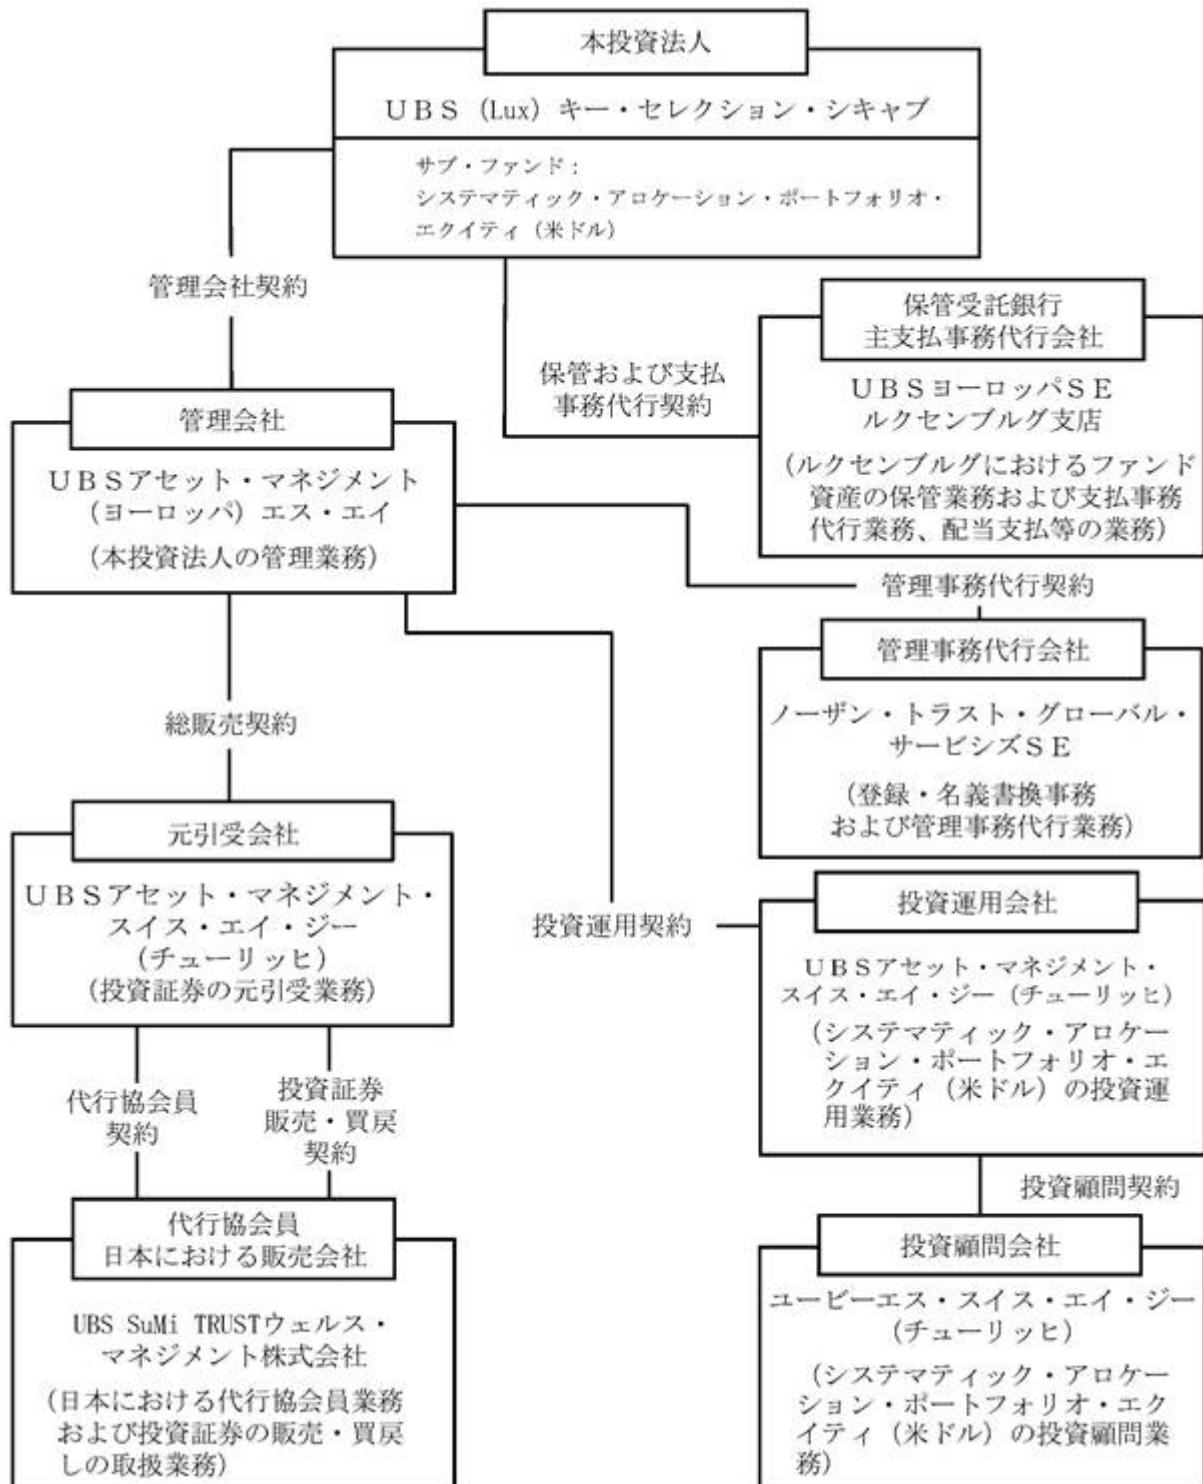 本投資法人
ＵＢＳ（Lux）キー・セレクション・シキャブ
サブ・ファンド：
システマティック・アロケーション・ポートフォリオ・
エクイティ（米ドル）
管理会社契約
保管および支払
事務代行契約
保管受託銀行
主支払事務代行会社
ＵＢＳヨーロッパＳＥ
ルクセンブルグ支店
（ルクセンブルグにおけるファンド
資産の保管業務および支払事務
代行業務、配当支払等の業務）
管理会社
ＵＢＳアセット・マネジメント
（ヨーロッパ）エス・エイ
（本投資法人の管理業務）
管理事務代行契約
管理事務代行会社
ノーザン・トラスト・グローバル・
サービシズＳＥ
（登録・名義書換事務
および管理事務代行業務）
総販売契約
元引受会社
ＵＢＳアセット・マネジメント・
スイス・エイ・ジー
（チューリッヒ）
（投資証券の元引受業務）
投資運用契約
投資運用会社
ＵＢＳアセット・マネジメント・
スイス・エイ・ジー（チューリッヒ）
（システマティック・アロケー
ション・ポートフォリオ・エ
クイティ（米ドル）の投資運
用業務）
代行協会員
契約
投資証券
販売・買戻
契約
投資顧問契約
代行協会員
日本における販売会社
UBS SuMi TRUSTウェルス・
マネジメント株式会社
（日本における代行協会員業務
および投資証券の販売・買戻
しの取扱業務）
投資顧問会社
ユービーエス・スイス・エイ・ジー
（チューリッヒ）
（システマティック・アロケー
ション・ポートフォリオ・エク
イティ（米ドル）の投資顧問業
務）